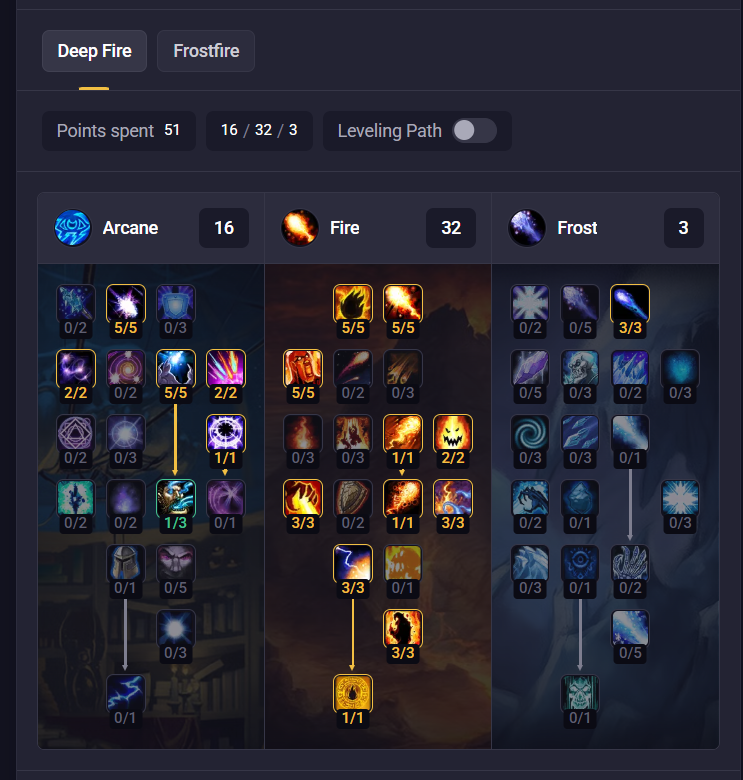 Deep Fire Frostfire
Points spent 51 16 / 32 / 3 Leveling Path
Arcane 16 Fire 32 Frost 3
0/2 5/5 0/3 5/5 5/5 0/2 0/5 3/3
2/2 0/2 5/5 2/2 5/5 0/2 0/3 0/5 0/3 0/2 0/3
0/2 0/3 1/1 0/3 0/3 1/1 2/2 0/3 0/3 0/1
0/2 0/2 1/3 0/1 3/3 0/2 1/1 3/3 0/2 0/1 0/3
0/1 0/5 3/3 0/1 0/3 0/1 0/2
0/3 3/3 0/5
0/1 1/1 0/1